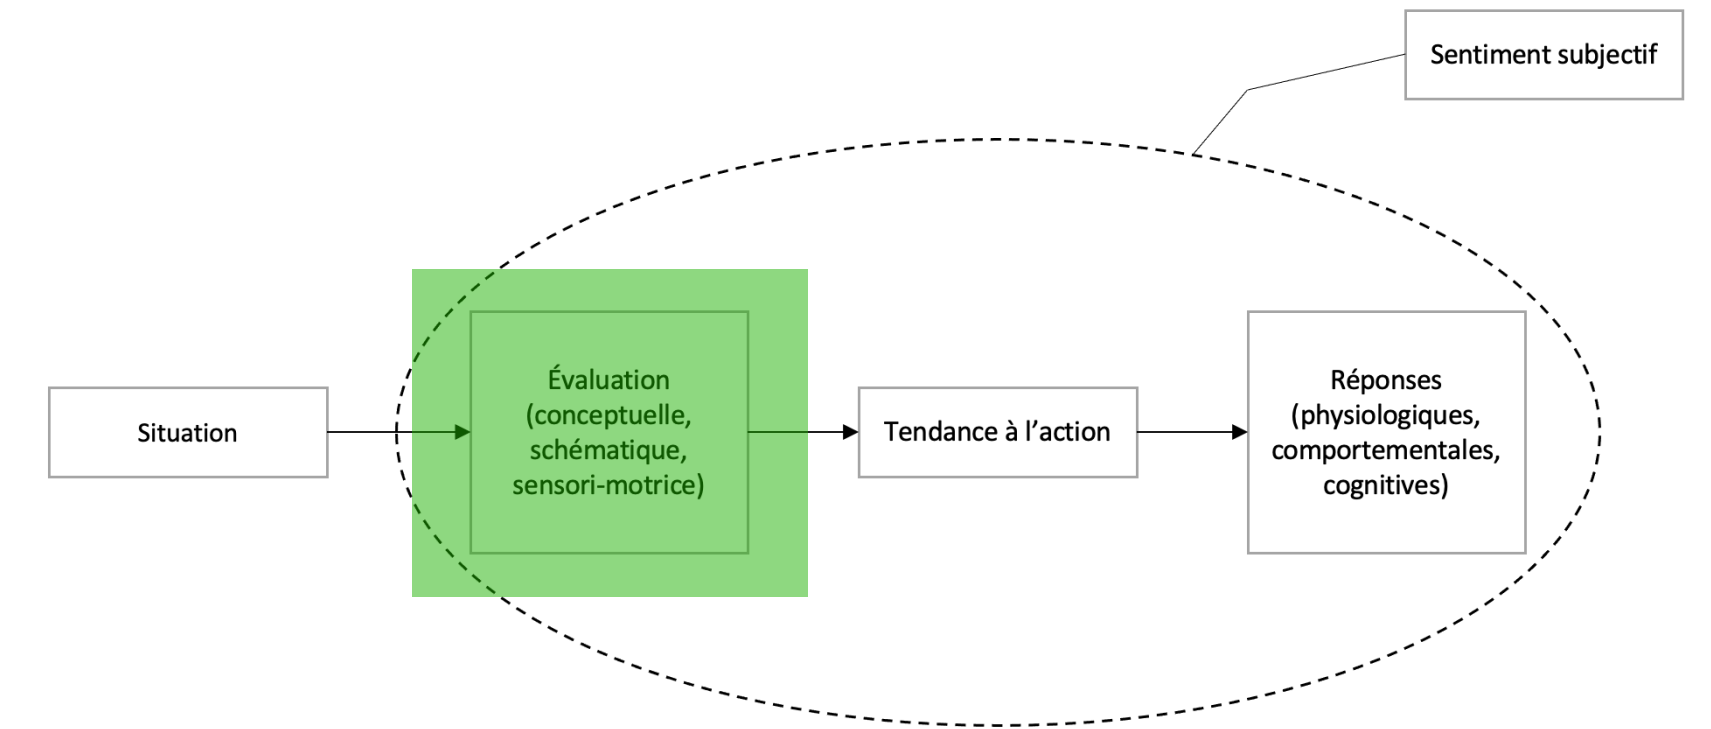 Sentiment subjectif
Situation
Évaluation
(conceptuelle,
schématique,
sensori-motrice)
Tendance à l’action
Réponses
(physiologiques,
comportementales,
cognitives)